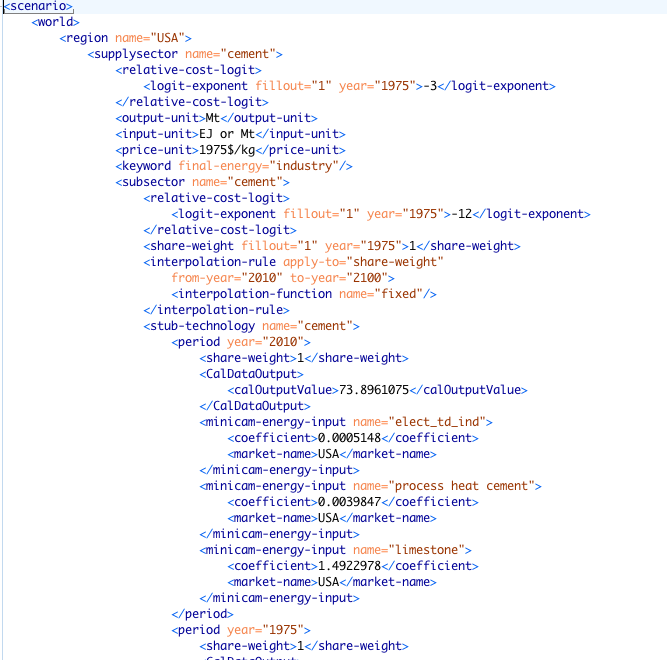 <scenario>
<world>
<region name="USA">
<supplysector name="cement">
<relative-cost-logit>
<logit-exponent fillout="1" year="1975">-3</logit-exponent>
</relative-cost-logit>
<output-unit>Mt</output-unit>
<input-unit>EJ or Mt</input-unit>
<price-unit>1975$/kg</price-unit>
<keyword final-energy="industry"/>
<subsector name="cement">
<relative-cost-logit>
<logit-exponent fillout="1" year="1975">-12</logit-exponent>
</relative-cost-logit>
<share-weight fillout="1" year="1975">1</share-weight>
<interpolation-rule apply-to="share-weight"
from-year="2010" to-year="2100">
<interpolation-function name="fixed"/>
</interpolation-rule>
<stub-technology name="cement">
<period year="2010">
<share-weight>1</share-weight>
<CalDataOutput>
<calOutputValue>73.8961075</calOutputValue>
</CalDataOutput>
<minicam-energy-input name="elect_td_ind">
<coefficient>0.0005148</coefficient>
<market-name>USA</market-name>
</minicam-energy-input>
<minicam-energy-input name="process heat cement">
<coefficient>0.0039847</coefficient>
<market-name>USA</market-name>
</minicam-energy-input>
<minicam-energy-input name="limestone">
<coefficient>1.4922978</coefficient>
<market-name>USA</market-name>
</minicam-energy-input>
</period>
<period year="1975">
<share-weight>1</share-weight>
<CalDataOutput>